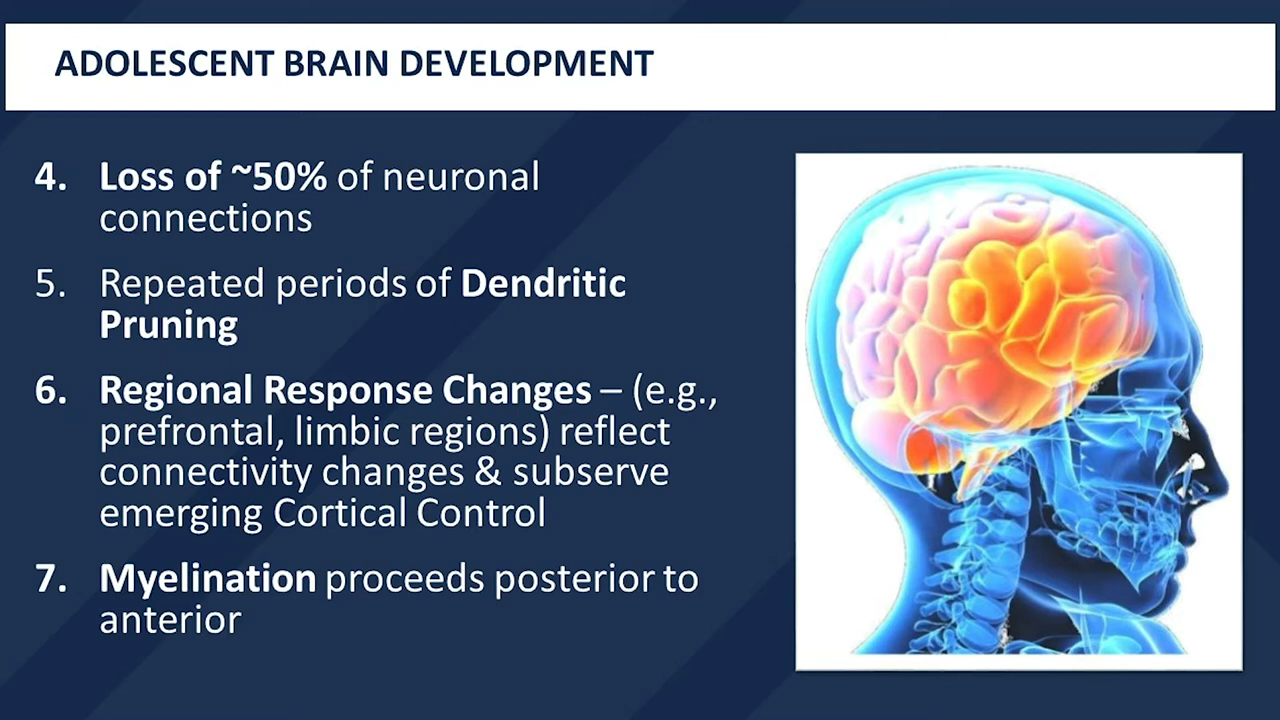 ADOLESCENT BRAIN DEVELOPMENT
4. Loss of ~50% of neuronal
connections
5. Repeated periods of Dendritic
Pruning
6. Regional Response Changes – (e.g.,
prefrontal, limbic regions) reflect
connectivity changes & subserve
emerging Cortical Control
7. Myelination proceeds posterior to
anterior